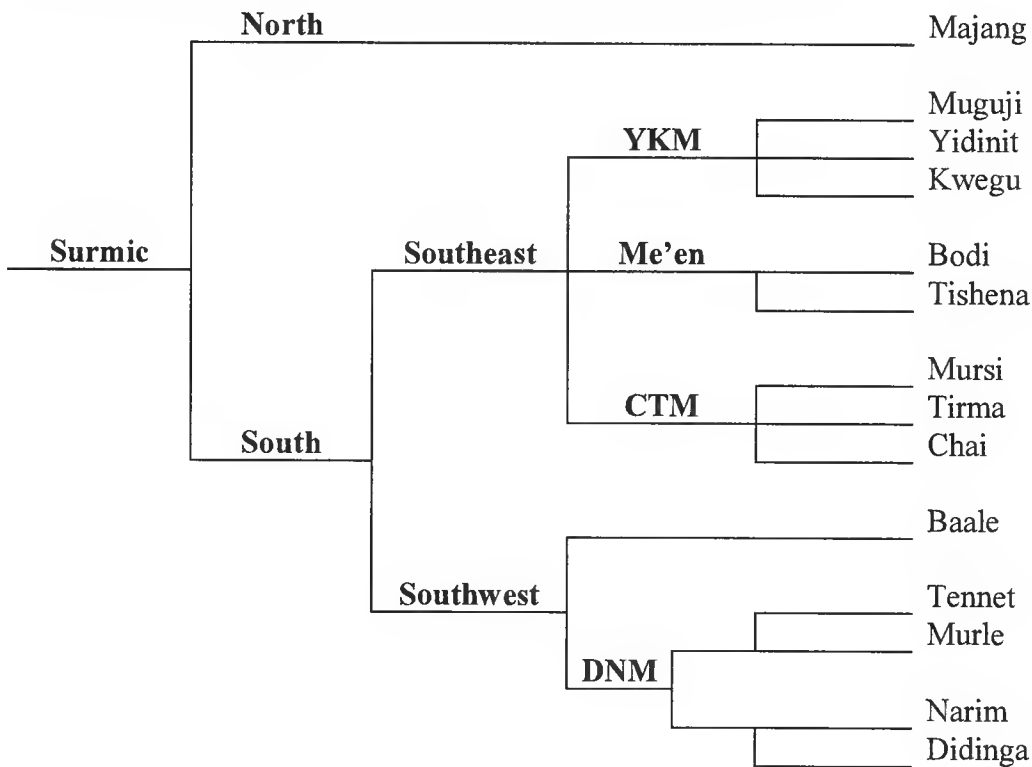 North
Majang
Muguji
YKM
Yidinit
Kwegu
Surmic
Southeast
Me'en
Bodi
Tishena
Mursi
CTM
Tirma
Chai
South
Baale
Southwest
Tennet
Murle
DNM
Narim
Didinga